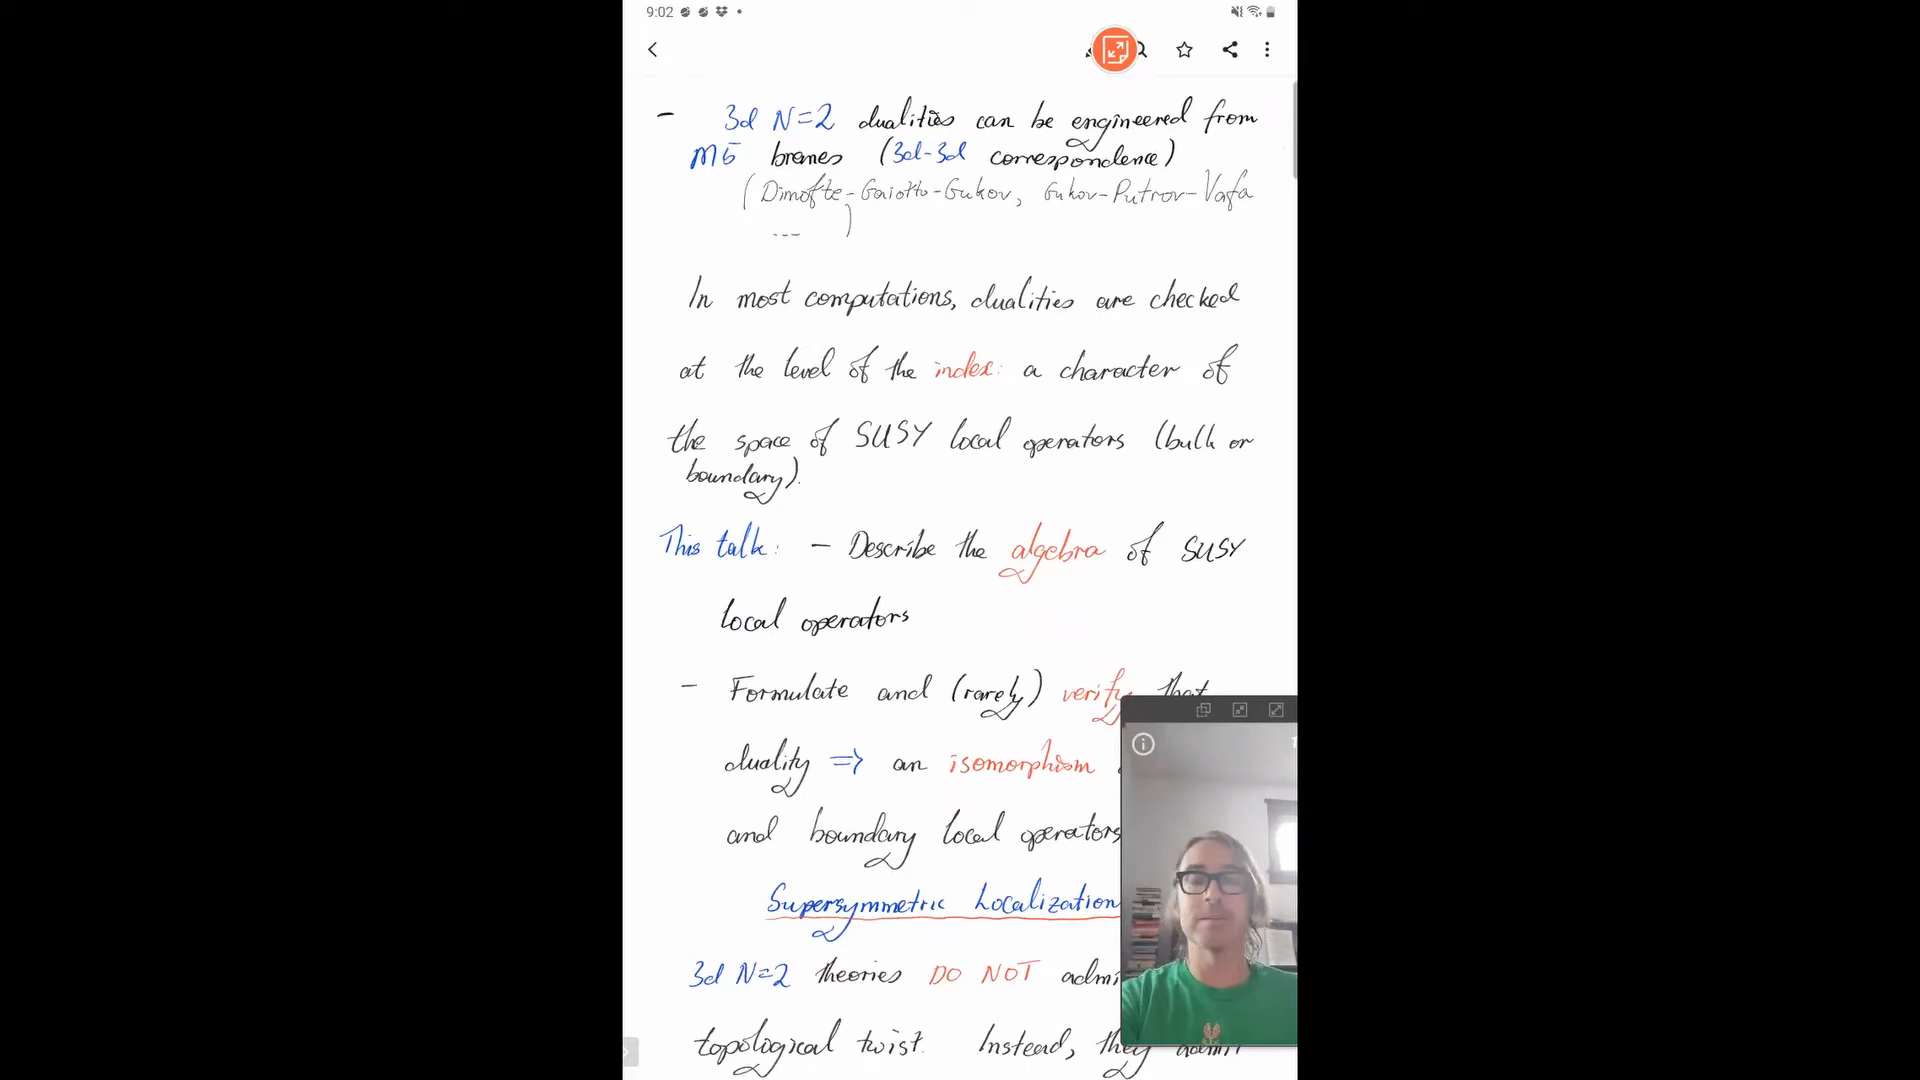 9:02
- 3d N=2 dualities can be engineered from
M5 branes (3d-3d correspondence)
(Dimofte-Gaiotto-Gukov, Gukov-Putrov-Vafa
... )
In most computations, dualities are checked
at the level of the index: a character of
the space of SUSY local operators (bulk or
boundary).
This talk: - Describe the algebra of SUSY
local operators
- Formulate and (rarely) verify that
duality => an isomorphism
and boundary local operators
Supersymmetric Localization
3d N=2 theories DO NOT
topological twist. Instead, they admit